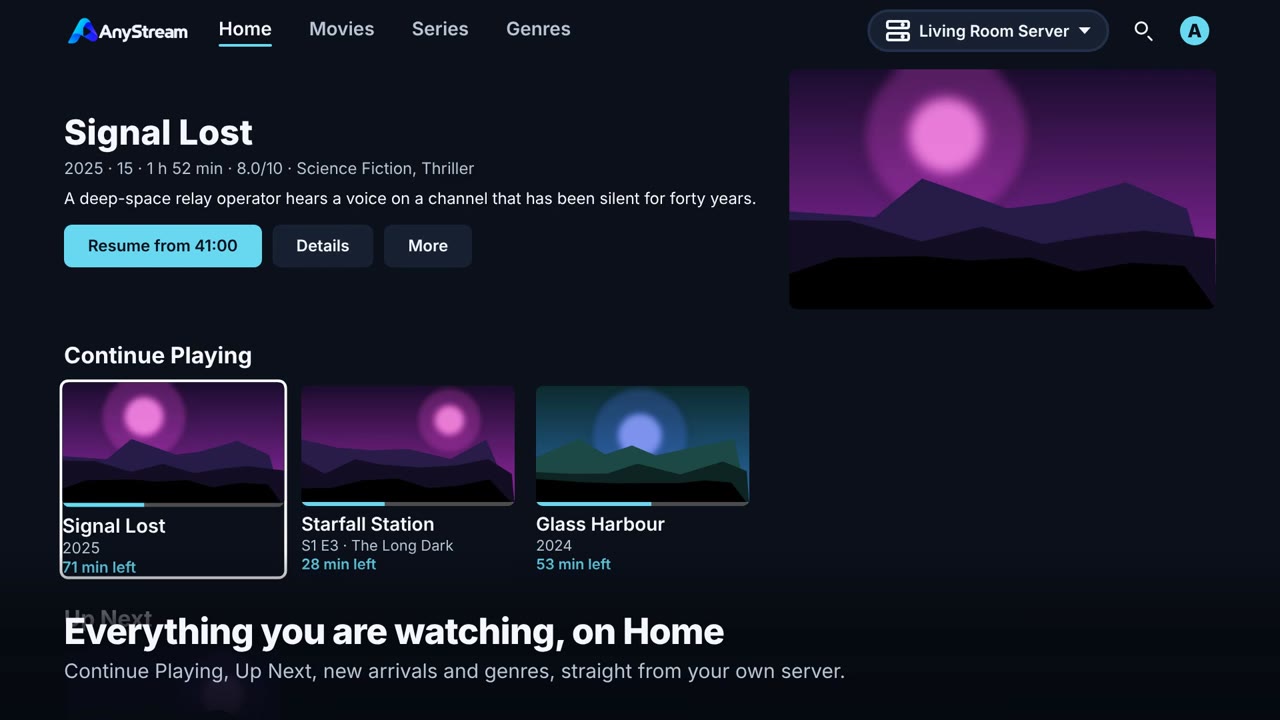 AnyStream Home Movies Series Genres Living Room Server A
Signal Lost
2025 · 15 · 1 h 52 min · 8.0/10 · Science Fiction, Thriller
A deep-space relay operator hears a voice on a channel that has been silent for forty years.
Resume from 41:00 Details More
Continue Playing
Signal Lost Starfall Station Glass Harbour
2025 S1 E3 · The Long Dark 2024
71 min left 28 min left 53 min left
Up Next
Everything you are watching, on Home
Continue Playing, Up Next, new arrivals and genres, straight from your own server.